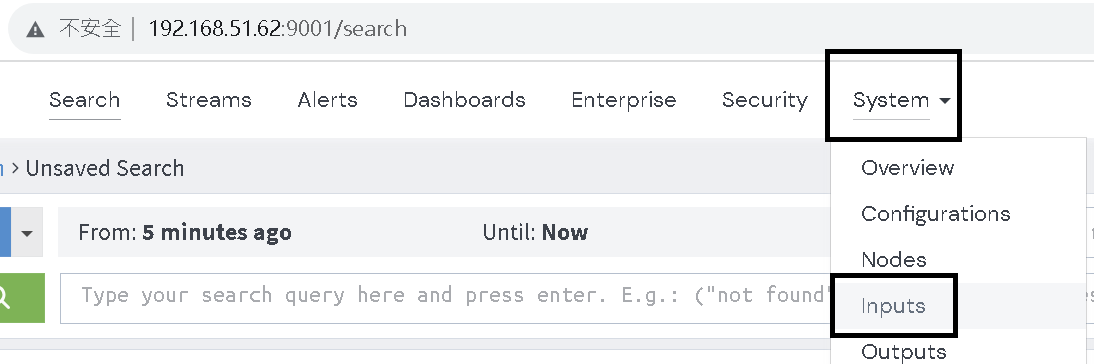 不安全 | 192.168.51.62:9001/search
Search Streams Alerts Dashboards Enterprise Security System
Overview
Configurations
Nodes
Inputs
Outputs
> Unsaved Search
From: 5 minutes ago Until: Now
Type your search query here and press enter. E.g.: ("not found"